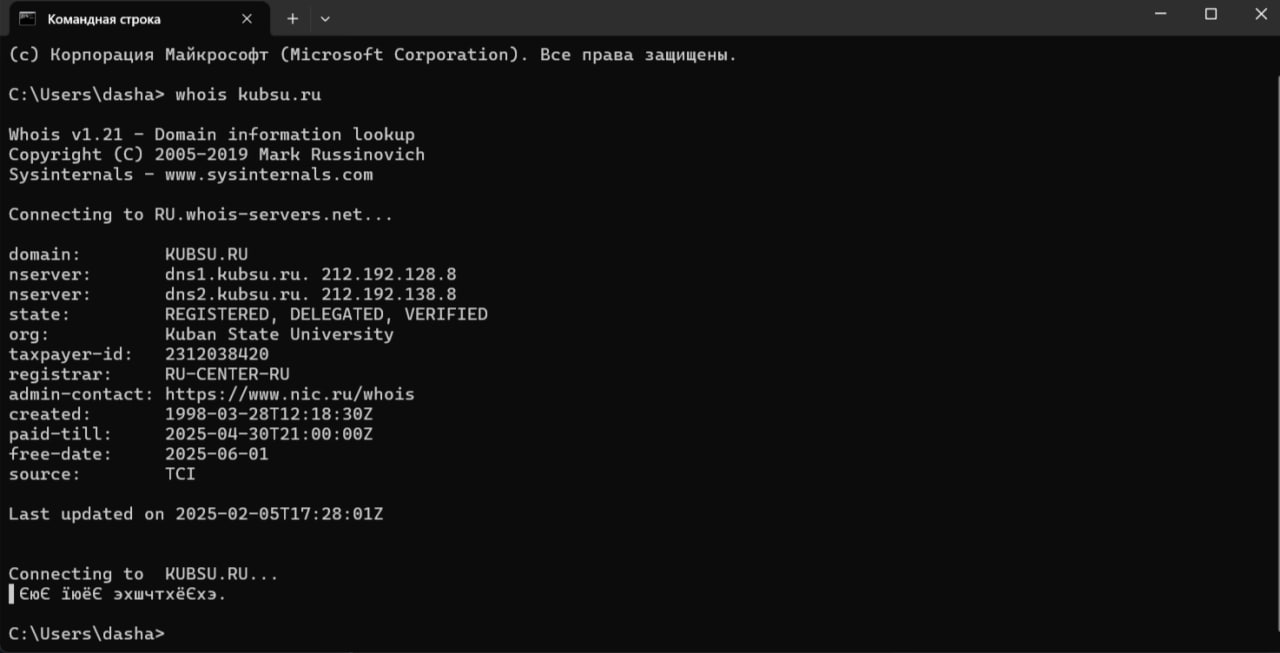 Командная строка
(c) Корпорация Майкрософт (Microsoft Corporation). Все права защищены.
C:\Users\dasha> whois kubsu.ru
Whois v1.21 - Domain information lookup
Copyright (C) 2005-2019 Mark Russinovich
Sysinternals - www.sysinternals.com
Connecting to RU.whois-servers.net...
domain:        KUBSU.RU
nserver:       dns1.kubsu.ru. 212.192.128.8
nserver:       dns2.kubsu.ru. 212.192.138.8
state:         REGISTERED, DELEGATED, VERIFIED
org:           Kuban State University
taxpayer-id:   2312038420
registrar:     RU-CENTER-RU
admin-contact: https://www.nic.ru/whois
created:       1998-03-28T12:18:30Z
paid-till:     2025-04-30T21:00:00Z
free-date:     2025-06-01
source:        TCI
Last updated on 2025-02-05T17:28:01Z
Connecting to  KUBSU.RU...
▌ЄюЄ їюёЄ эхшчтхёЄхэ.
C:\Users\dasha>